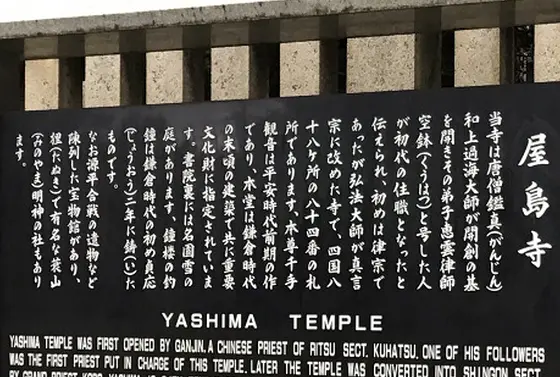 屋島寺
当寺は唐僧鑑真(がんじん)
和上過海大師が開創の基
を開きその弟子恵雲律師
空鉢(くうはつ)と号した人
が初代の住職となったと
伝えられ、初めは律宗で
あったが弘法大師が真言
宗に改めた寺で、四国八
十八ケ所の八十四番の札
所であります、本尊千手
観音は平安時代前期の作
であり、本堂は鎌倉時代
の末頃の建築で共に重要
文化財に指定されていま
す。書院裏には名園雪の
庭があります、鐘楼の釣
鐘は鎌倉時代の初め貞応
(じょうおう)二年に鋳(い)た
ものです。
なお源平合戦の遺物など
陳列した宝物館があり、
狸(たぬき)で有名な蓑山
(みのやま)明神の社もあり
ます。
YASHIMA TEMPLE
YASHIMA TEMPLE WAS FIRST OPENED BY GANJIN. A CHINESE PRIEST OF RITSU SECT. KUHATSU. ONE OF HIS FOLLOWERS
WAS THE FIRST PRIEST PUT IN CHARGE OF THIS TEMPLE. LATER THE TEMPLE WAS CONVERTED INTO SHINGON SECT